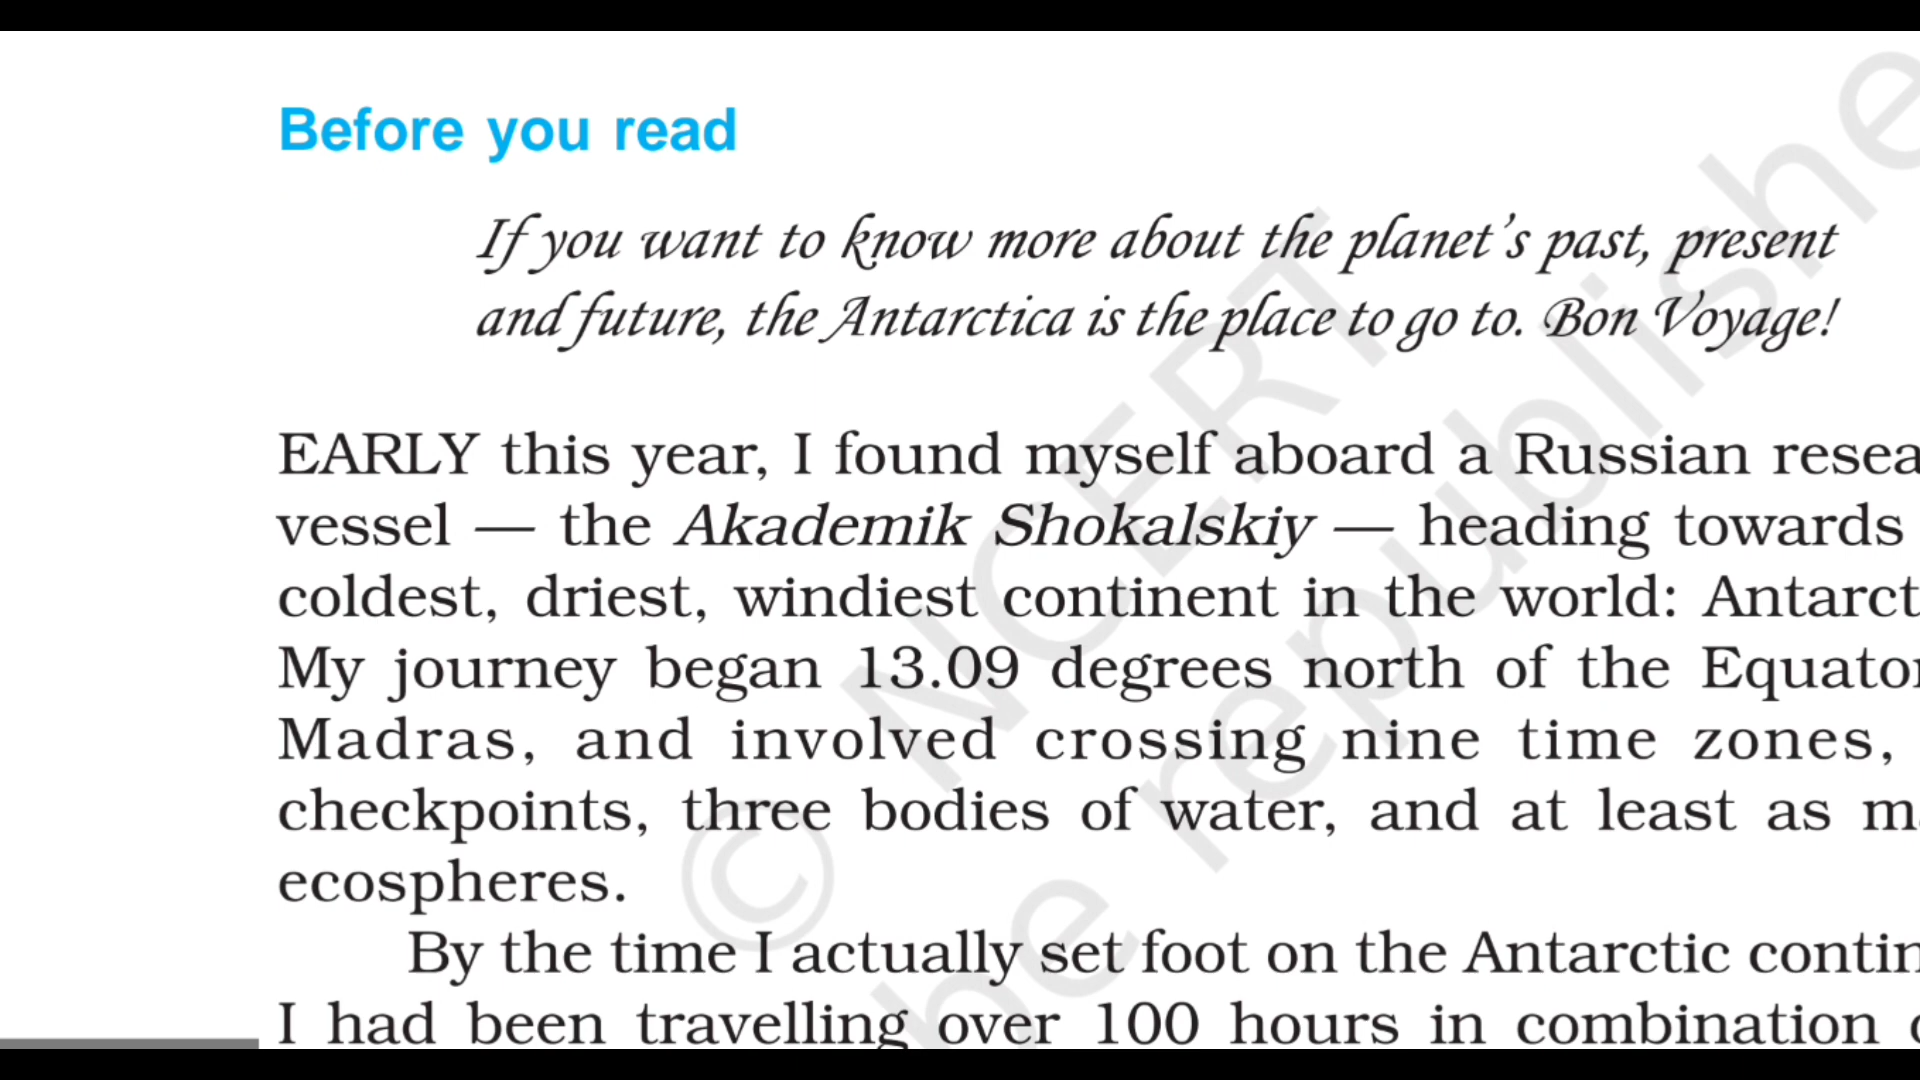 Before you read
If you want to know more about the planet’s past, present
and future, the Antarctica is the place to go to. Bon Voyage!
EARLY this year, I found myself aboard a Russian
vessel — the Akademik Shokalskiy — heading towards
coldest, driest, windiest continent in the world:
My journey began 13.09 degrees north of the
Madras, and involved crossing nine time zones,
checkpoints, three bodies of water, and at least as
ecospheres.
By the time I actually set foot on the Antarctic
I had been travelling over 100 hours in combination
© NCERT